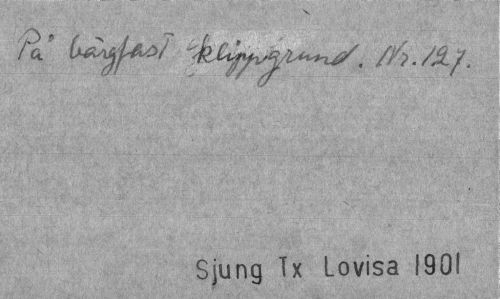 På bärgfast klippgrund. Nr. 127.
Sjung Tx Lovisa 1901